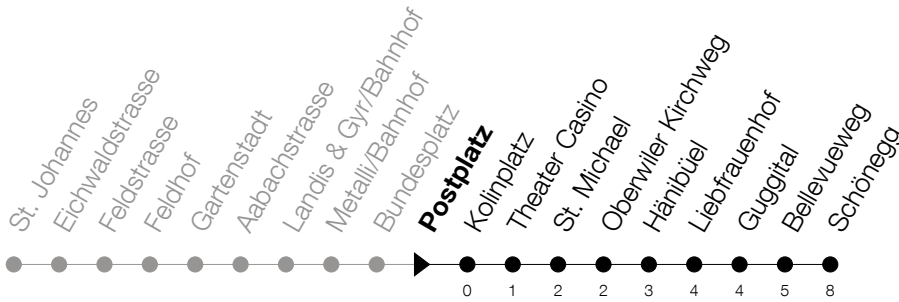 St. Johannes
Eichwaldstrasse
Feldstrasse
Feldhof
Gartenstadt
Aabachstrasse
Landis & Gyr/Bahnhof
Metalli/Bahnhof
Bundesplatz
Postplatz
Kolinplatz
Theater Casino
St. Michael
Oberwiler Kirchweg
Hänibüel
Liebfrauenhof
Guggital
Bellevueweg
Schönegg
0 1 2 2 3 4 4 5 8